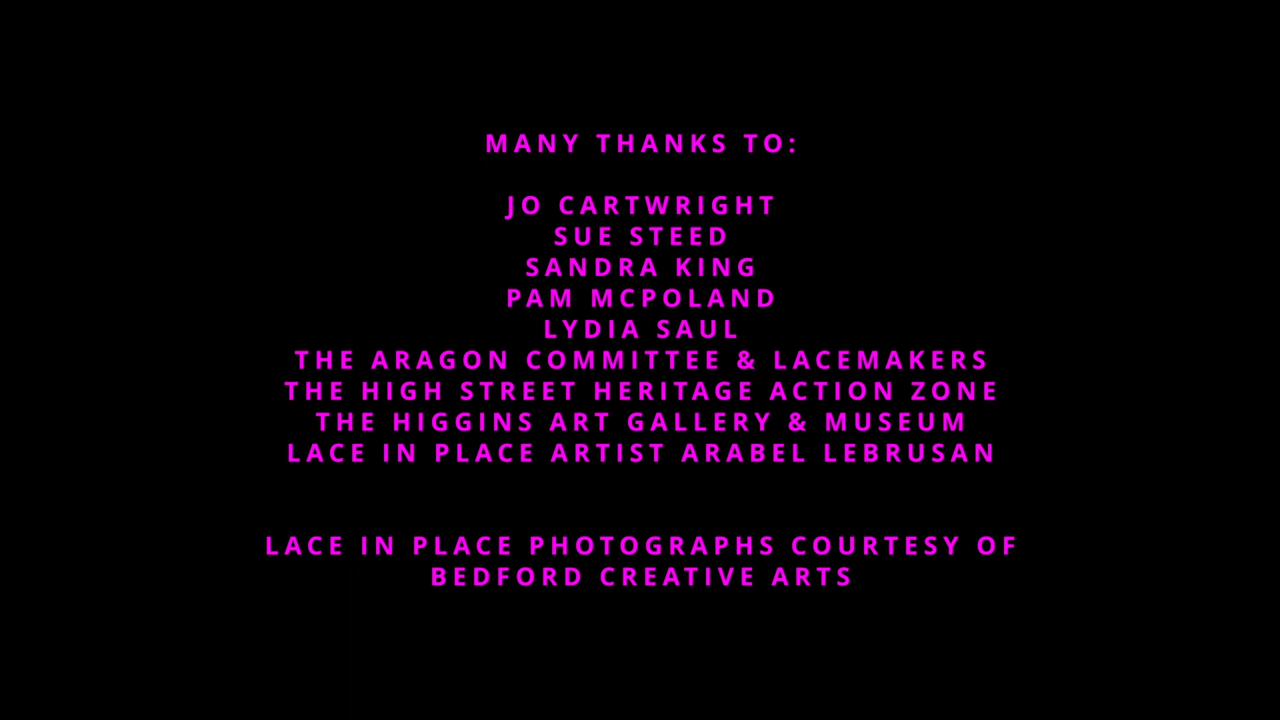 MANY THANKS TO:
JO CARTWRIGHT
SUE STEED
SANDRA KING
PAM MCPOLAND
LYDIA SAUL
THE ARAGON COMMITTEE & LACEMAKERS
THE HIGH STREET HERITAGE ACTION ZONE
THE HIGGINS ART GALLERY & MUSEUM
LACE IN PLACE ARTIST ARABEL LEBRUSAN
LACE IN PLACE PHOTOGRAPHS COURTESY OF
BEDFORD CREATIVE ARTS